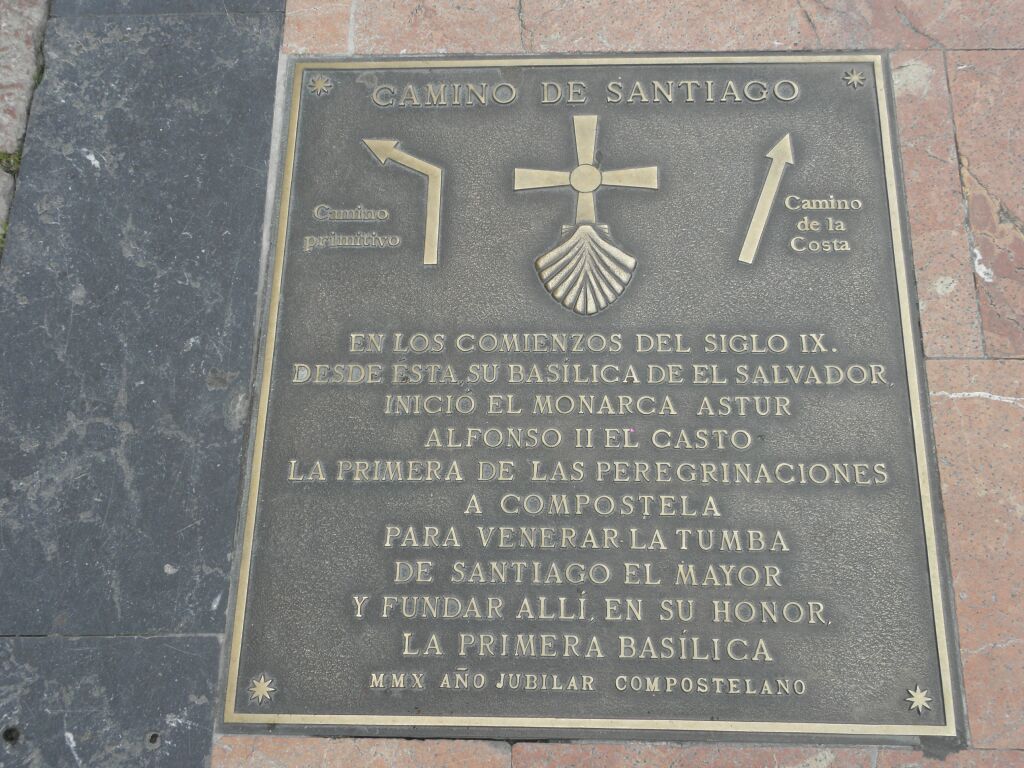 CAMINO DE SANTIAGO
Camino
primitivo
Camino
de la
Costa
EN LOS COMIENZOS DEL SIGLO IX.
DESDE ESTA, SU BASÍLICA DE EL SALVADOR,
INICIÓ EL MONARCA ASTUR
ALFONSO II EL CASTO
LA PRIMERA DE LAS PEREGRINACIONES
A COMPOSTELA
PARA VENERAR LA TUMBA
DE SANTIAGO EL MAYOR
Y FUNDAR ALLÍ, EN SU HONOR,
LA PRIMERA BASÍLICA
MMX AÑO JUBILAR COMPOSTELANO